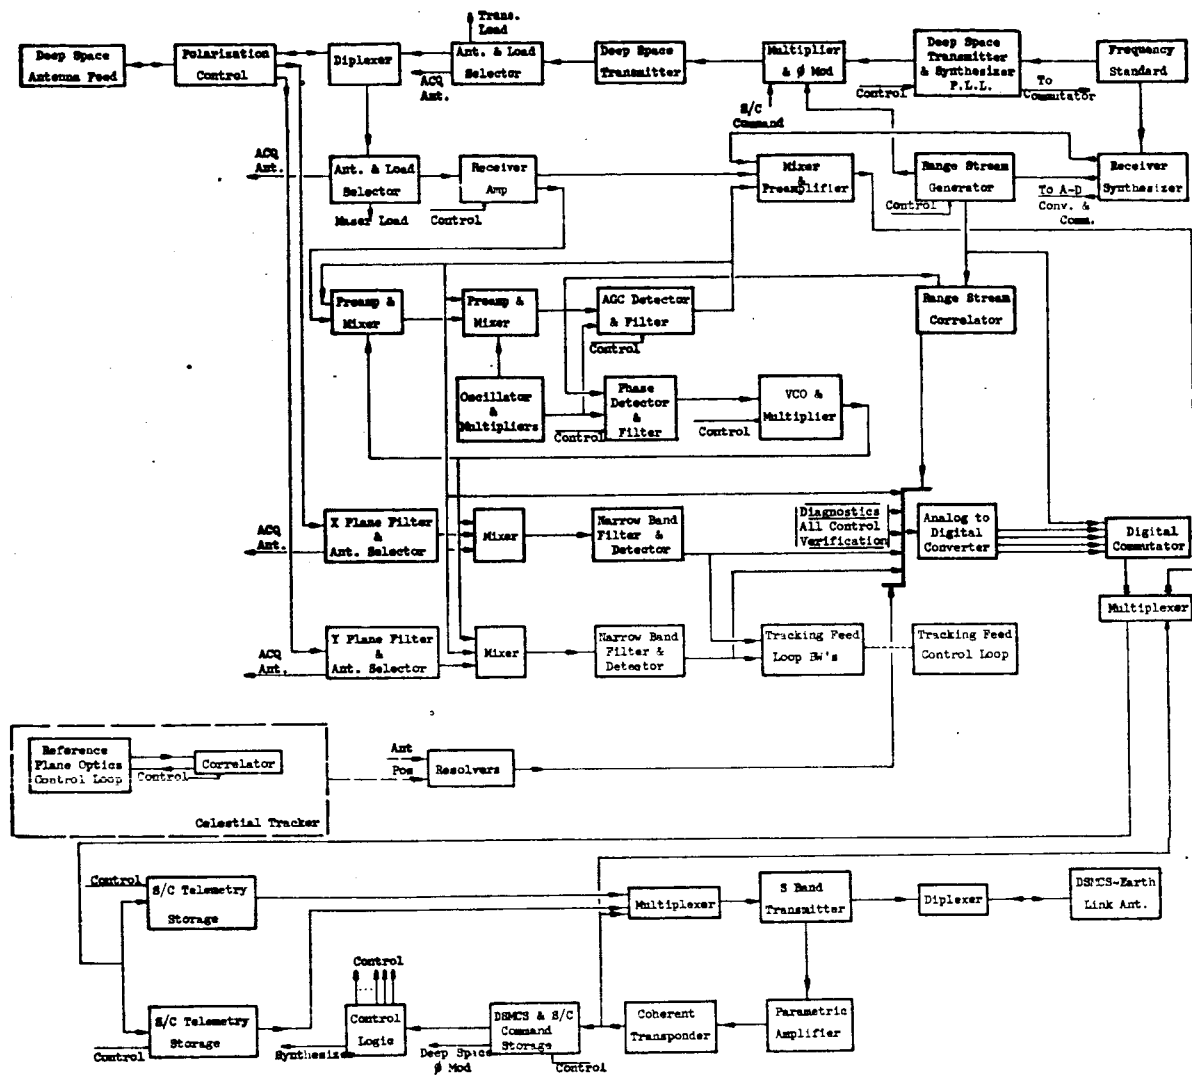 Trans.
Load
Deep Space
Antenna Feed
Polarization
Control
Diplexer
Ant. & Load
Selector
ACQ
Ant.
Deep Space
Transmitter
Multiplier
& Ø Mod
S/C
Command
Deep Space
Transmitter
& Synthesizer
P.L.L.
Control
To
Commutator
Frequency
Standard
ACQ
Ant.
Ant. & Load
Selector
Maser Load
Receiver
Amp
Control
Mixer
&
Preamplifier
Range Stream
Generator
Control
Receiver
Synthesizer
To A-D
Conv. &
Comm.
Preamp &
Mixer
Preamp &
Mixer
AGC Detector
& Filter
Control
Range Stream
Correlator
Oscillator
&
Multipliers
Phase
Detector
&
Filter
Control
VCO &
Multiplier
Control
ACQ
Ant.
X Plane Filter
&
Ant. Selector
Mixer
Narrow Band
Filter &
Detector
Diagnostics
All Control
Verification
Analog to
Digital
Converter
Digital
Commutator
Multiplexer
ACQ
Ant.
Y Plane Filter
&
Ant. Selector
Mixer
Narrow Band
Filter &
Detector
Tracking Feed
Loop BW's
Tracking Feed
Control Loop
Reference
Plane Optics
Control Loop
Control
Correlator
Celestial Tracker
Ant
Pos
Resolvers
Control
S/C Telemetry
Storage
Multiplexer
S Band
Transmitter
Diplexer
DSMCS-Earth
Link Ant.
Control
S/C Telemetry
Storage
Control
Control
Logic
Synthesizer
DSMCS & S/C
Command
Storage
Deep Space
Ø Mod
Control
Coherent
Transponder
Parametric
Amplifier